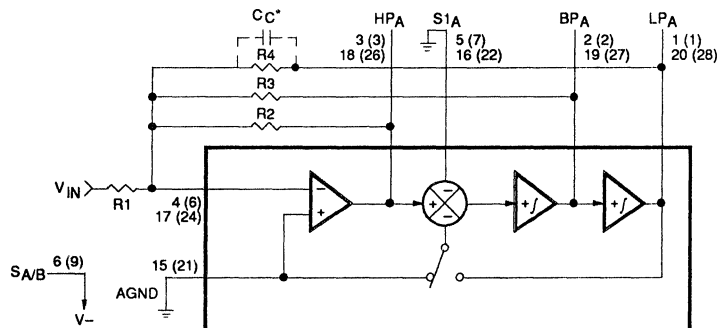 CC*
HPA
S1A
BPA
LPA
3 (3)
18 (26)
5 (7)
16 (22)
2 (2)
19 (27)
1 (1)
20 (28)
R4
R3
R2
VIN
R1
4 (6)
17 (24)
−
+
+
−
−
+∫
+∫
SA/B
6 (9)
V−
15 (21)
AGND